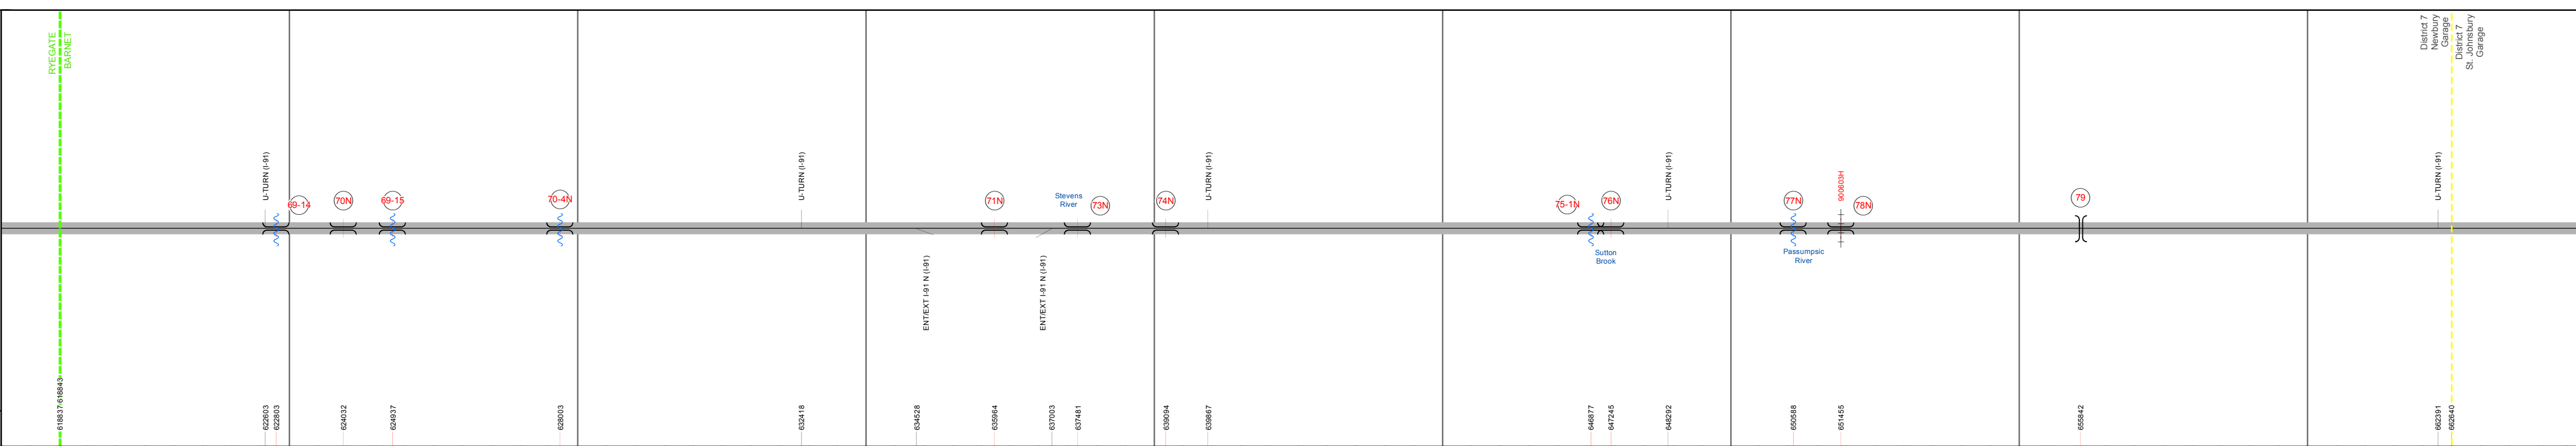 RYEGATE
BARNET
District 7
Newbury
Garage
District 7
St. Johnsbury
Garage
U-TURN (I-91)
69-14
70N
69-15
70-4N
U-TURN (I-91)
71N
Stevens
River
73N
74N
U-TURN (I-91)
75-1N
76N
U-TURN (I-91)
77N
900603H
78N
79
U-TURN (I-91)
Sutton
Brook
Passumpsic
River
ENT/EXT I-91 N (I-91)
ENT/EXT I-91 N (I-91)
618837
618843
622603
622803
624032
624937
628003
632418
634528
635964
637003
637481
639094
639867
646877
647245
648292
650588
651455
655842
662391
662640